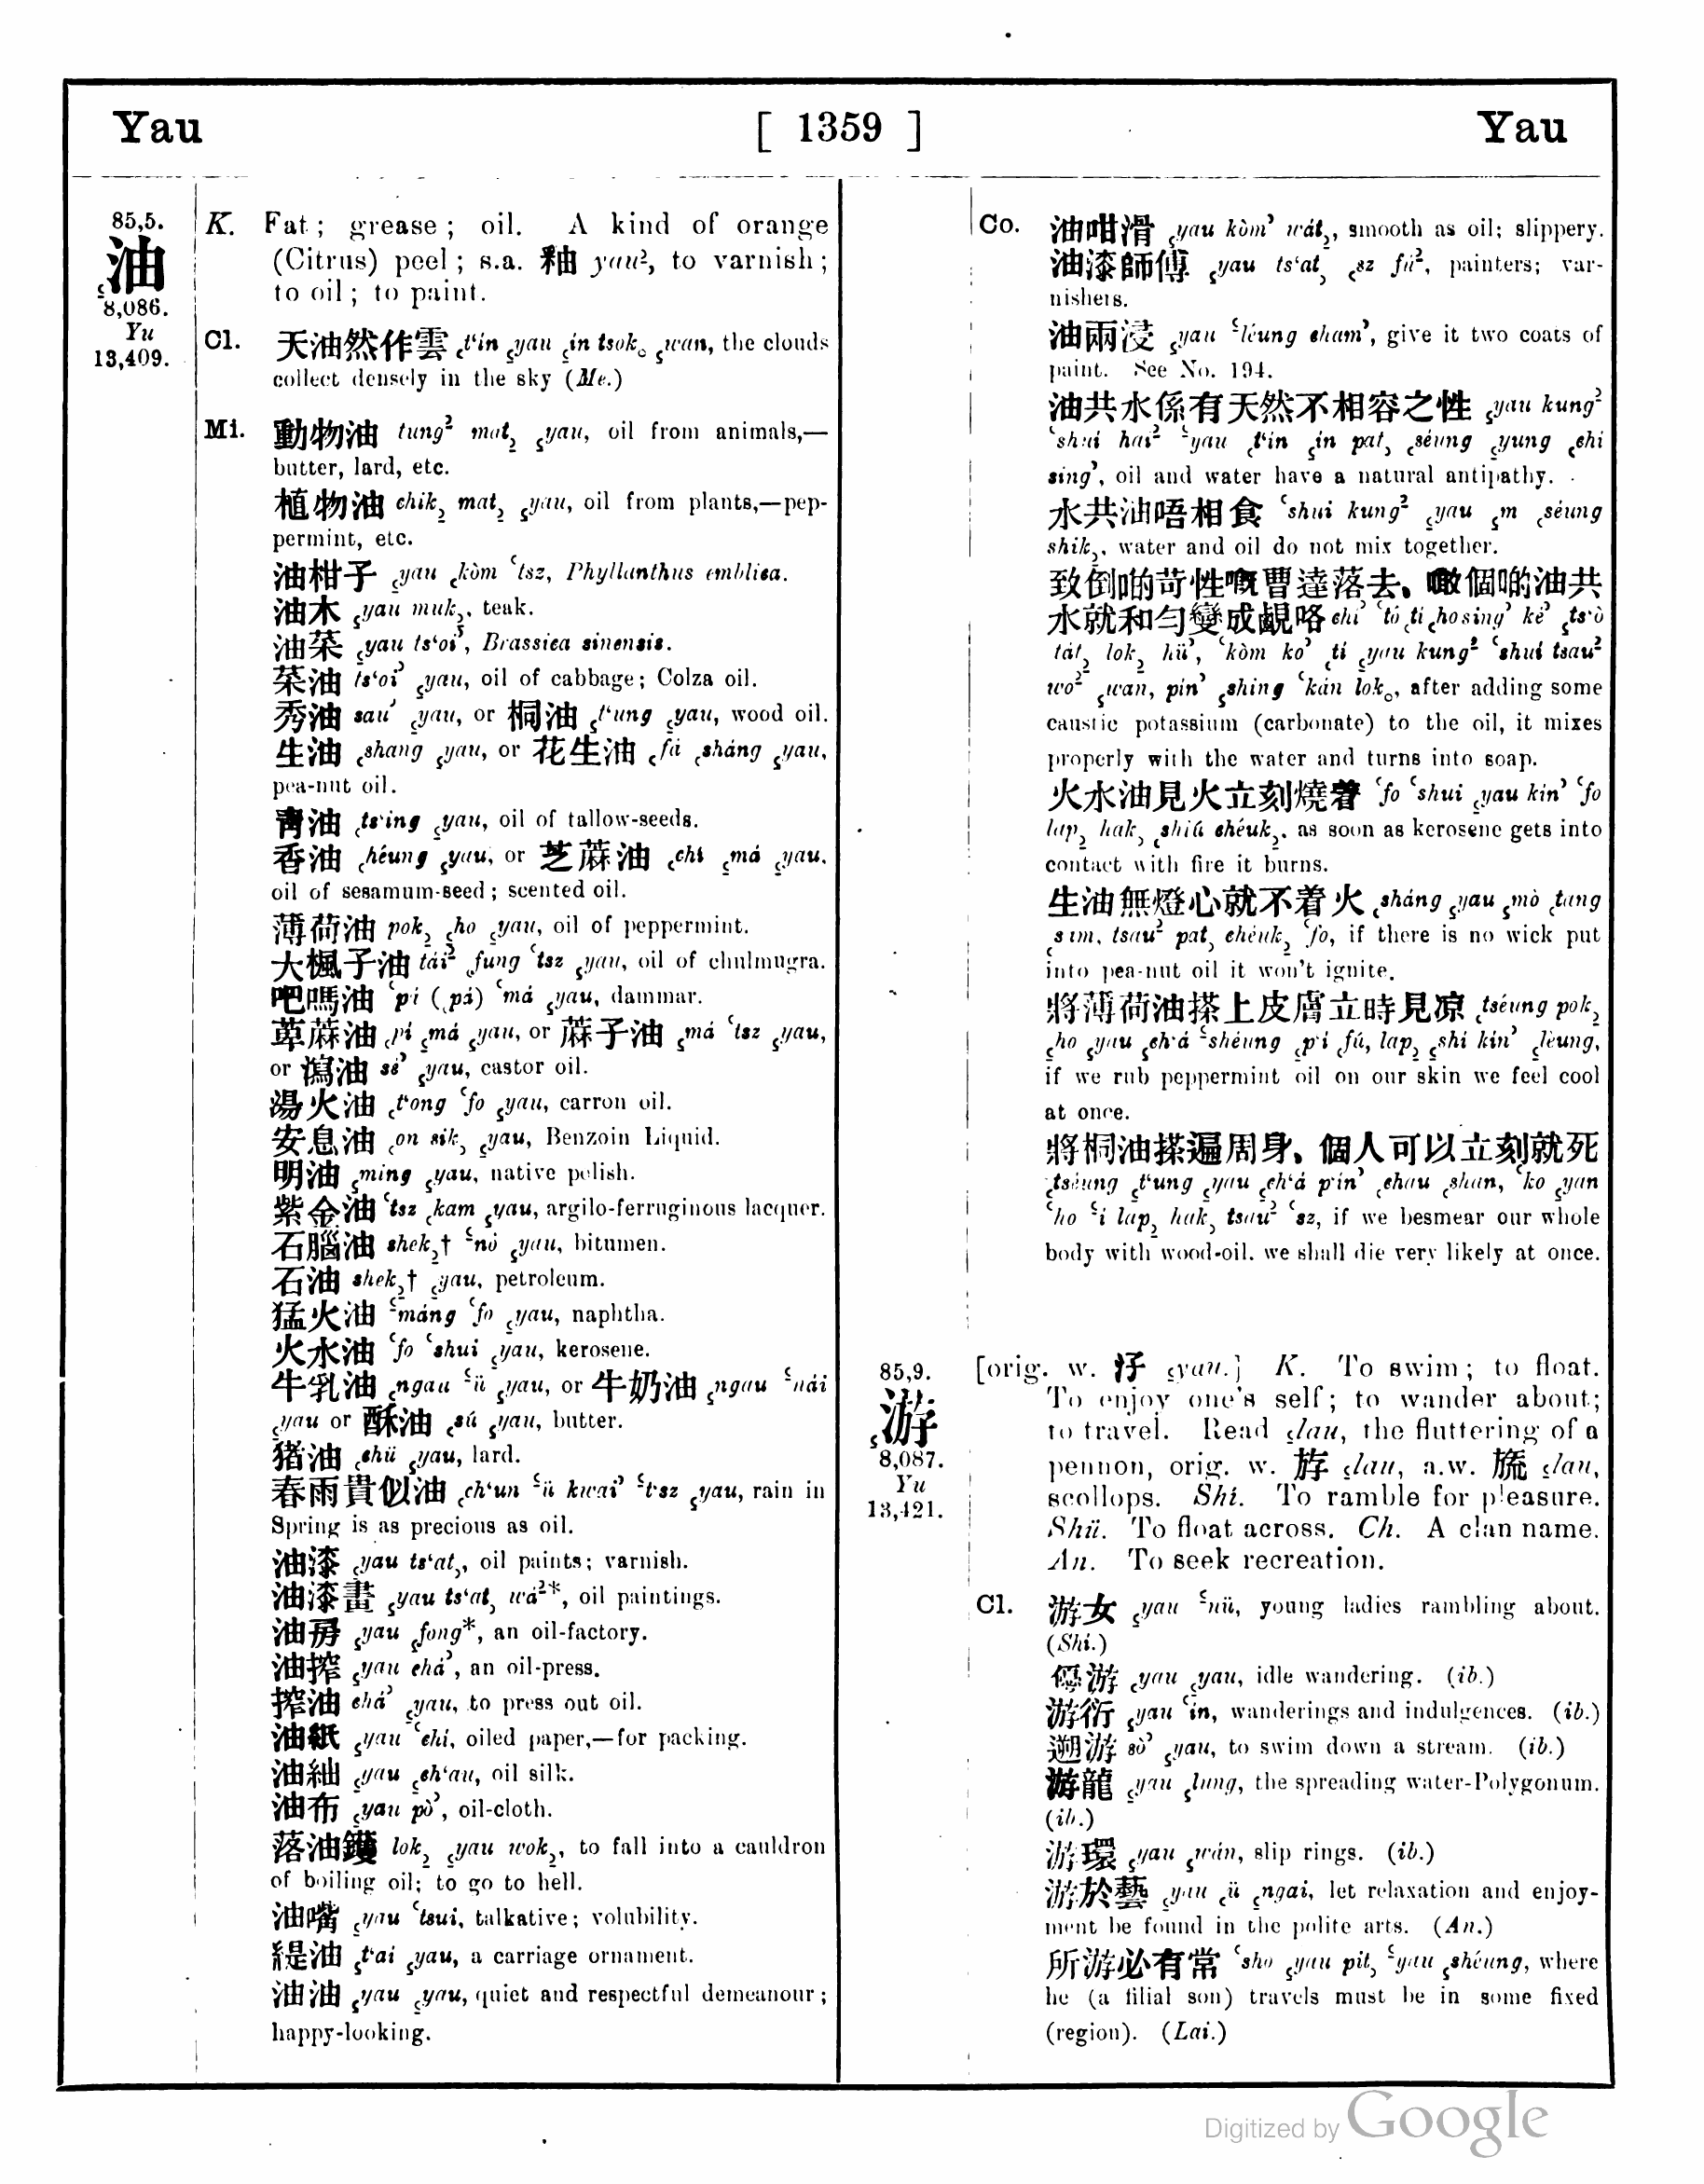 Yau [ 1359 ] Yau
85,5.
油
8,086.
Yu
13,409.
K. Fat; grease; oil. A kind of orange
(Citrus) peel; s.a. 釉 yau², to varnish;
to oil; to paint.
Cl. 天油然作雲 ꜁t‘in ꜁yau ꜁in tsok꜀ ꜁wan, the clouds
collect densely in the sky (Me.)
Mi. 動物油 tung² mat₂ ꜁yau, oil from animals,—
butter, lard, etc.
植物油 chik₂ mat₂ ꜁yau, oil from plants,—pep-
permint, etc.
油柑子 ꜁yau ꜀kòm ꜂tsz, Phyllanthus emblica.
油木 ꜁yau muk₂, teak.
油菜 ꜁yau ts‘oi꜄, Brassica sinensis.
菜油 ts‘oi꜄ ꜁yau, oil of cabbage; Colza oil.
秀油 sau꜄ ꜁yau, or 桐油 ꜁t‘ung ꜁yau, wood oil.
生油 ꜀shang ꜁yau, or 花生油 ꜀fá ꜀sháng ꜁yau,
pea-nut oil.
青油 ꜀ts‘ing ꜁yau, oil of tallow-seeds.
香油 ꜀héung ꜁yau, or 芝蔴油 ꜀chí ꜁má ꜁yau,
oil of sesamum-seed; scented oil.
薄荷油 pok₂ ꜁ho ꜁yau, oil of peppermint.
大楓子油 tái² ꜀fung ꜂tsz ꜁yau, oil of chulmugra.
吧嗎油 ꜂pí (꜀pá) ꜂má ꜁yau, dammar.
萆蔴油 ꜀pí ꜁má ꜁yau, or 蔴子油 ꜁má ꜂tsz ꜁yau,
or 瀉油 sé꜄ ꜁yau, castor oil.
湯火油 ꜀t‘ong ꜂fo ꜁yau, carron oil.
安息油 ꜀on sik꜆ ꜁yau, Benzoin Liquid.
明油 ꜁ming ꜁yau, native polish.
紫金油 ꜂tsz ꜀kam ꜁yau, argilo-ferruginous lacquer.
石腦油 shek₂† ꜃nò ꜁yau, bitumen.
石油 shek₂† ꜁yau, petroleum.
猛火油 ꜃máng ꜂fo ꜁yau, naphtha.
火水油 ꜂fo ꜂shui ꜁yau, kerosene.
牛乳油 ꜁ngau ꜃ü ꜁yau, or 牛奶油 ꜁ngau ꜃nái
꜁yau or 酥油 ꜀sú ꜁yau, butter.
猪油 ꜀chü ꜁yau, lard.
春雨貴似油 ꜀ch‘un ꜃ü kwai꜄ ꜃ts‘z ꜁yau, rain in
Spring is as precious as oil.
油漆 ꜁yau ts‘at꜆, oil paints; varnish.
油漆畫 ꜁yau ts‘at꜆ wá²*, oil paintings.
油房 ꜁yau ꜁fong*, an oil-factory.
油搾 ꜁yau chá꜄, an oil-press.
搾油 chá꜄ ꜁yau, to press out oil.
油紙 ꜁yau ꜂chí, oiled paper,—for packing.
油紬 ꜁yau ꜁ch‘au, oil silk.
油布 ꜁yau pò꜄, oil-cloth.
落油鑊 lok₂ ꜁yau wok₂, to fall into a cauldron
of boiling oil; to go to hell.
油嘴 ꜁yau ꜂tsui, talkative; volubility.
緹油 ꜁t‘ai ꜁yau, a carriage ornament.
油油 ꜁yau ꜁yau, quiet and respectful demeanour;
happy-looking.
Co. 油咁滑 ꜁yau kòm꜄ wát₂, smooth as oil; slippery.
油漆師傅 ꜁yau ts‘at꜆ ꜀sz fú², painters; var-
nishers.
油兩浸 ꜁yau ꜃léung cham꜄, give it two coats of
paint. See No. 194.
油共水係有天然不相容之性 ꜁yau kung²
꜂shui hai² ꜃yau ꜀t‘in ꜁in pat꜆ ꜀séung ꜁yung ꜀chi
sing꜄, oil and water have a natural antipathy.
水共油唔相食 ꜂shui kung² ꜁yau ꜁m ꜀séung
shik₂, water and oil do not mix together.
致倒啲苛性嘅曹達落去、噉個啲油共
水就和勻變成鹼咯 chí꜄ ꜂tó ꜀ti ꜁ho sing꜄ ké꜄ ꜁ts‘ò
tát₂ lok₂ hü꜄, ꜂kòm ko꜄ ꜀ti ꜁yau kung² ꜂shui tsau²
wo² ꜁wan, pín꜄ ꜁shing ꜂kán lok꜀, after adding some
caustic potassium (carbonate) to the oil, it mixes
properly with the water and turns into soap.
火水油見火立刻燒着 ꜂fo ꜂shui ꜁yau kin꜄ ꜂fo
lap₂ hak꜆ ꜀shiú chéuk₂, as soon as kerosene gets into
contact with fire it burns.
生油無燈心就不着火 ꜀sháng ꜁yau ꜁mò ꜀tang
꜀sam, tsau² pat꜆ chéuk₂ ꜂fo, if there is no wick put
into pea-nut oil it won't ignite.
將薄荷油搽上皮膚立時見凉 ꜀tséung pok₂
꜁ho ꜁yau ꜁ch‘á ꜃shéung ꜁p‘í ꜀fú, lap₂ ꜁shí kín꜄ ꜁léung,
if we rub peppermint oil on our skin we feel cool
at once.
將桐油搽遍周身、個人可以立刻就死
꜀tséung ꜁t‘ung ꜁yau ꜁ch‘á p‘ín꜄ ꜀chau ꜀shan, ꜂ko ꜁yan
꜂ho ꜃i lap₂ hak꜆ tsau² ꜂sz, if we besmear our whole
body with wood-oil, we shall die very likely at once.
85,9.
游
8,087.
Yu
13,421.
[orig. w. 汓 ꜁yau.] K. To swim; to float.
To enjoy one's self; to wander about;
to travel. Read ꜁lau, the fluttering of a
pennon, orig. w. 斿 ꜁lau, a.w. 旒 ꜁lau,
scollops. Shi. To ramble for pleasure.
Shü. To float across. Ch. A clan name.
An. To seek recreation.
Cl. 游女 ꜁yau ꜃nü, young ladies rambling about.
(Shí.)
優游 ꜀yau ꜁yau, idle wandering. (ib.)
游衍 ꜁yau ꜂in, wanderings and indulgences. (ib.)
遡游 sò꜄ ꜁yau, to swim down a stream. (ib.)
游龍 ꜁yau ꜁lung, the spreading water-Polygonum.
(ib.)
游環 ꜁yau ꜁wán, slip rings. (ib.)
游於藝 ꜁yau ꜀ü ꜁ngai, let relaxation and enjoy-
ment be found in the polite arts. (An.)
所游必有常 ꜂sho ꜁yau pit꜆ ꜃yau ꜁shéung, where
he (a filial son) travels must be in some fixed
(region). (Lai.)
Digitized by Google